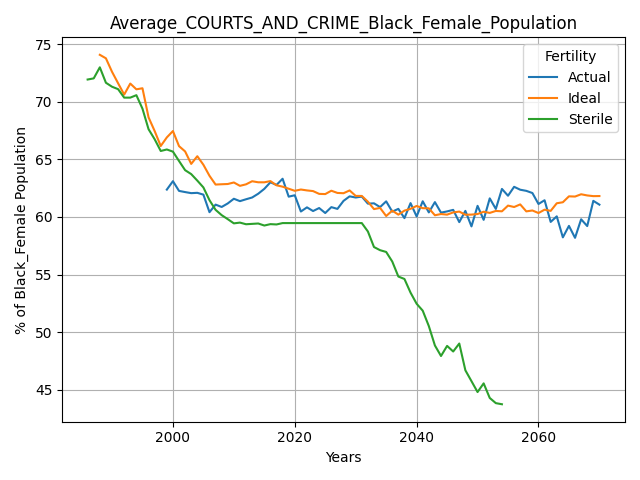 Average_COURTS_AND_CRIME_Black_Female_Population
% of Black_Female Population
75
70
65
60
55
50
45
Fertility
Actual
Ideal
Sterile
2000
2020
2040
2060
Years